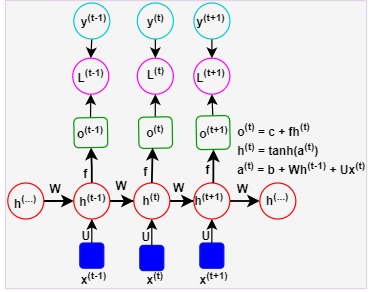 y(t-1) y(t) y(t+1)
L(t-1) L(t) L(t+1)
o(t-1) o(t) o(t+1)
o(t) = c + fh(t)
h(t) = tanh(a(t))
a(t) = b + Wh(t-1) + Ux(t)
f f f
W W W W
h(...) h(t-1) h(t) h(t+1) h(...)
U U U
x(t-1) x(t) x(t+1)